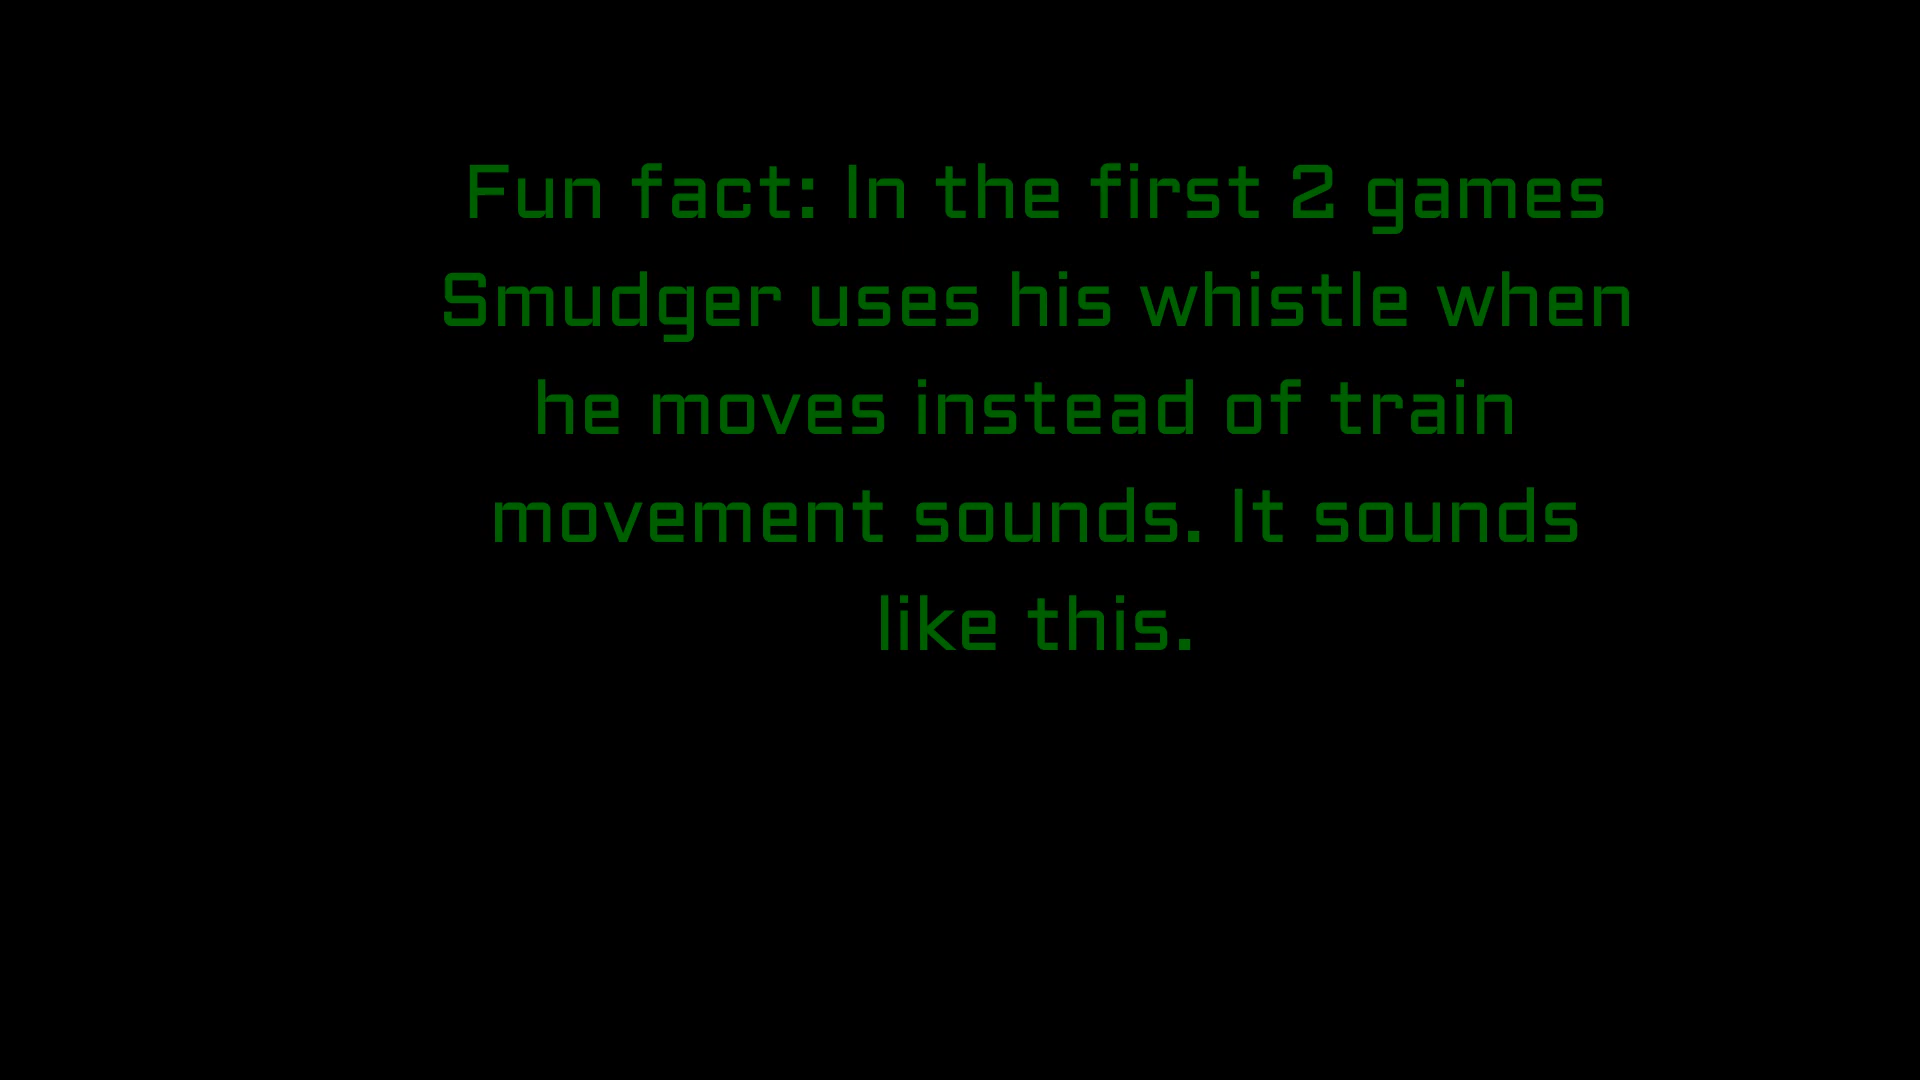 Fun fact: In the first 2 games
Smudger uses his whistle when
he moves instead of train
movement sounds. It sounds
like this.